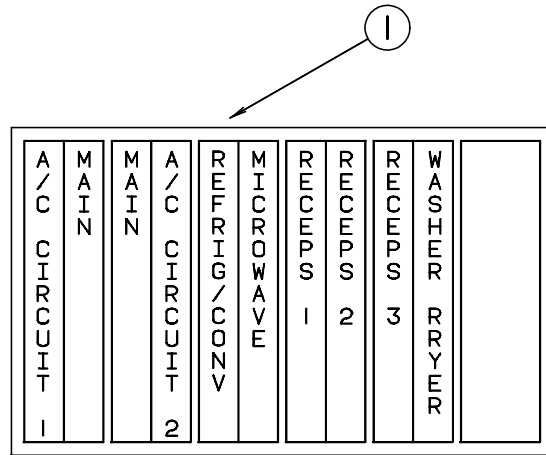 1
A/C CIRCUIT 1
MAIN
MAIN
A/C CIRCUIT 2
REFRIG/CONV
MICROWAVE
RECEPS 1
RECEPS 2
RECEPS 3
WASHER RRYER